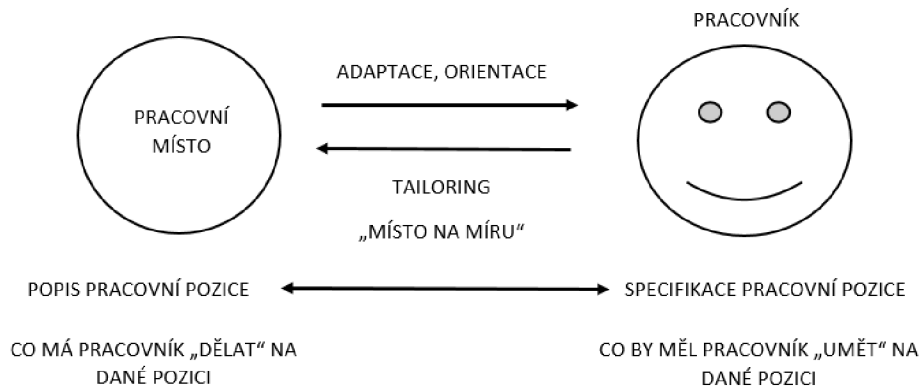 PRACOVNÍK
ADAPTACE, ORIENTACE
PRACOVNÍ
MÍSTO
TAILORING
„MÍSTO NA MÍRU“
POPIS PRACOVNÍ POZICE
SPECIFIKACE PRACOVNÍ POZICE
CO MÁ PRACOVNÍK „DĚLAT“ NA
DANÉ POZICI
CO BY MĚL PRACOVNÍK „UMĚT“ NA
DANÉ POZICI